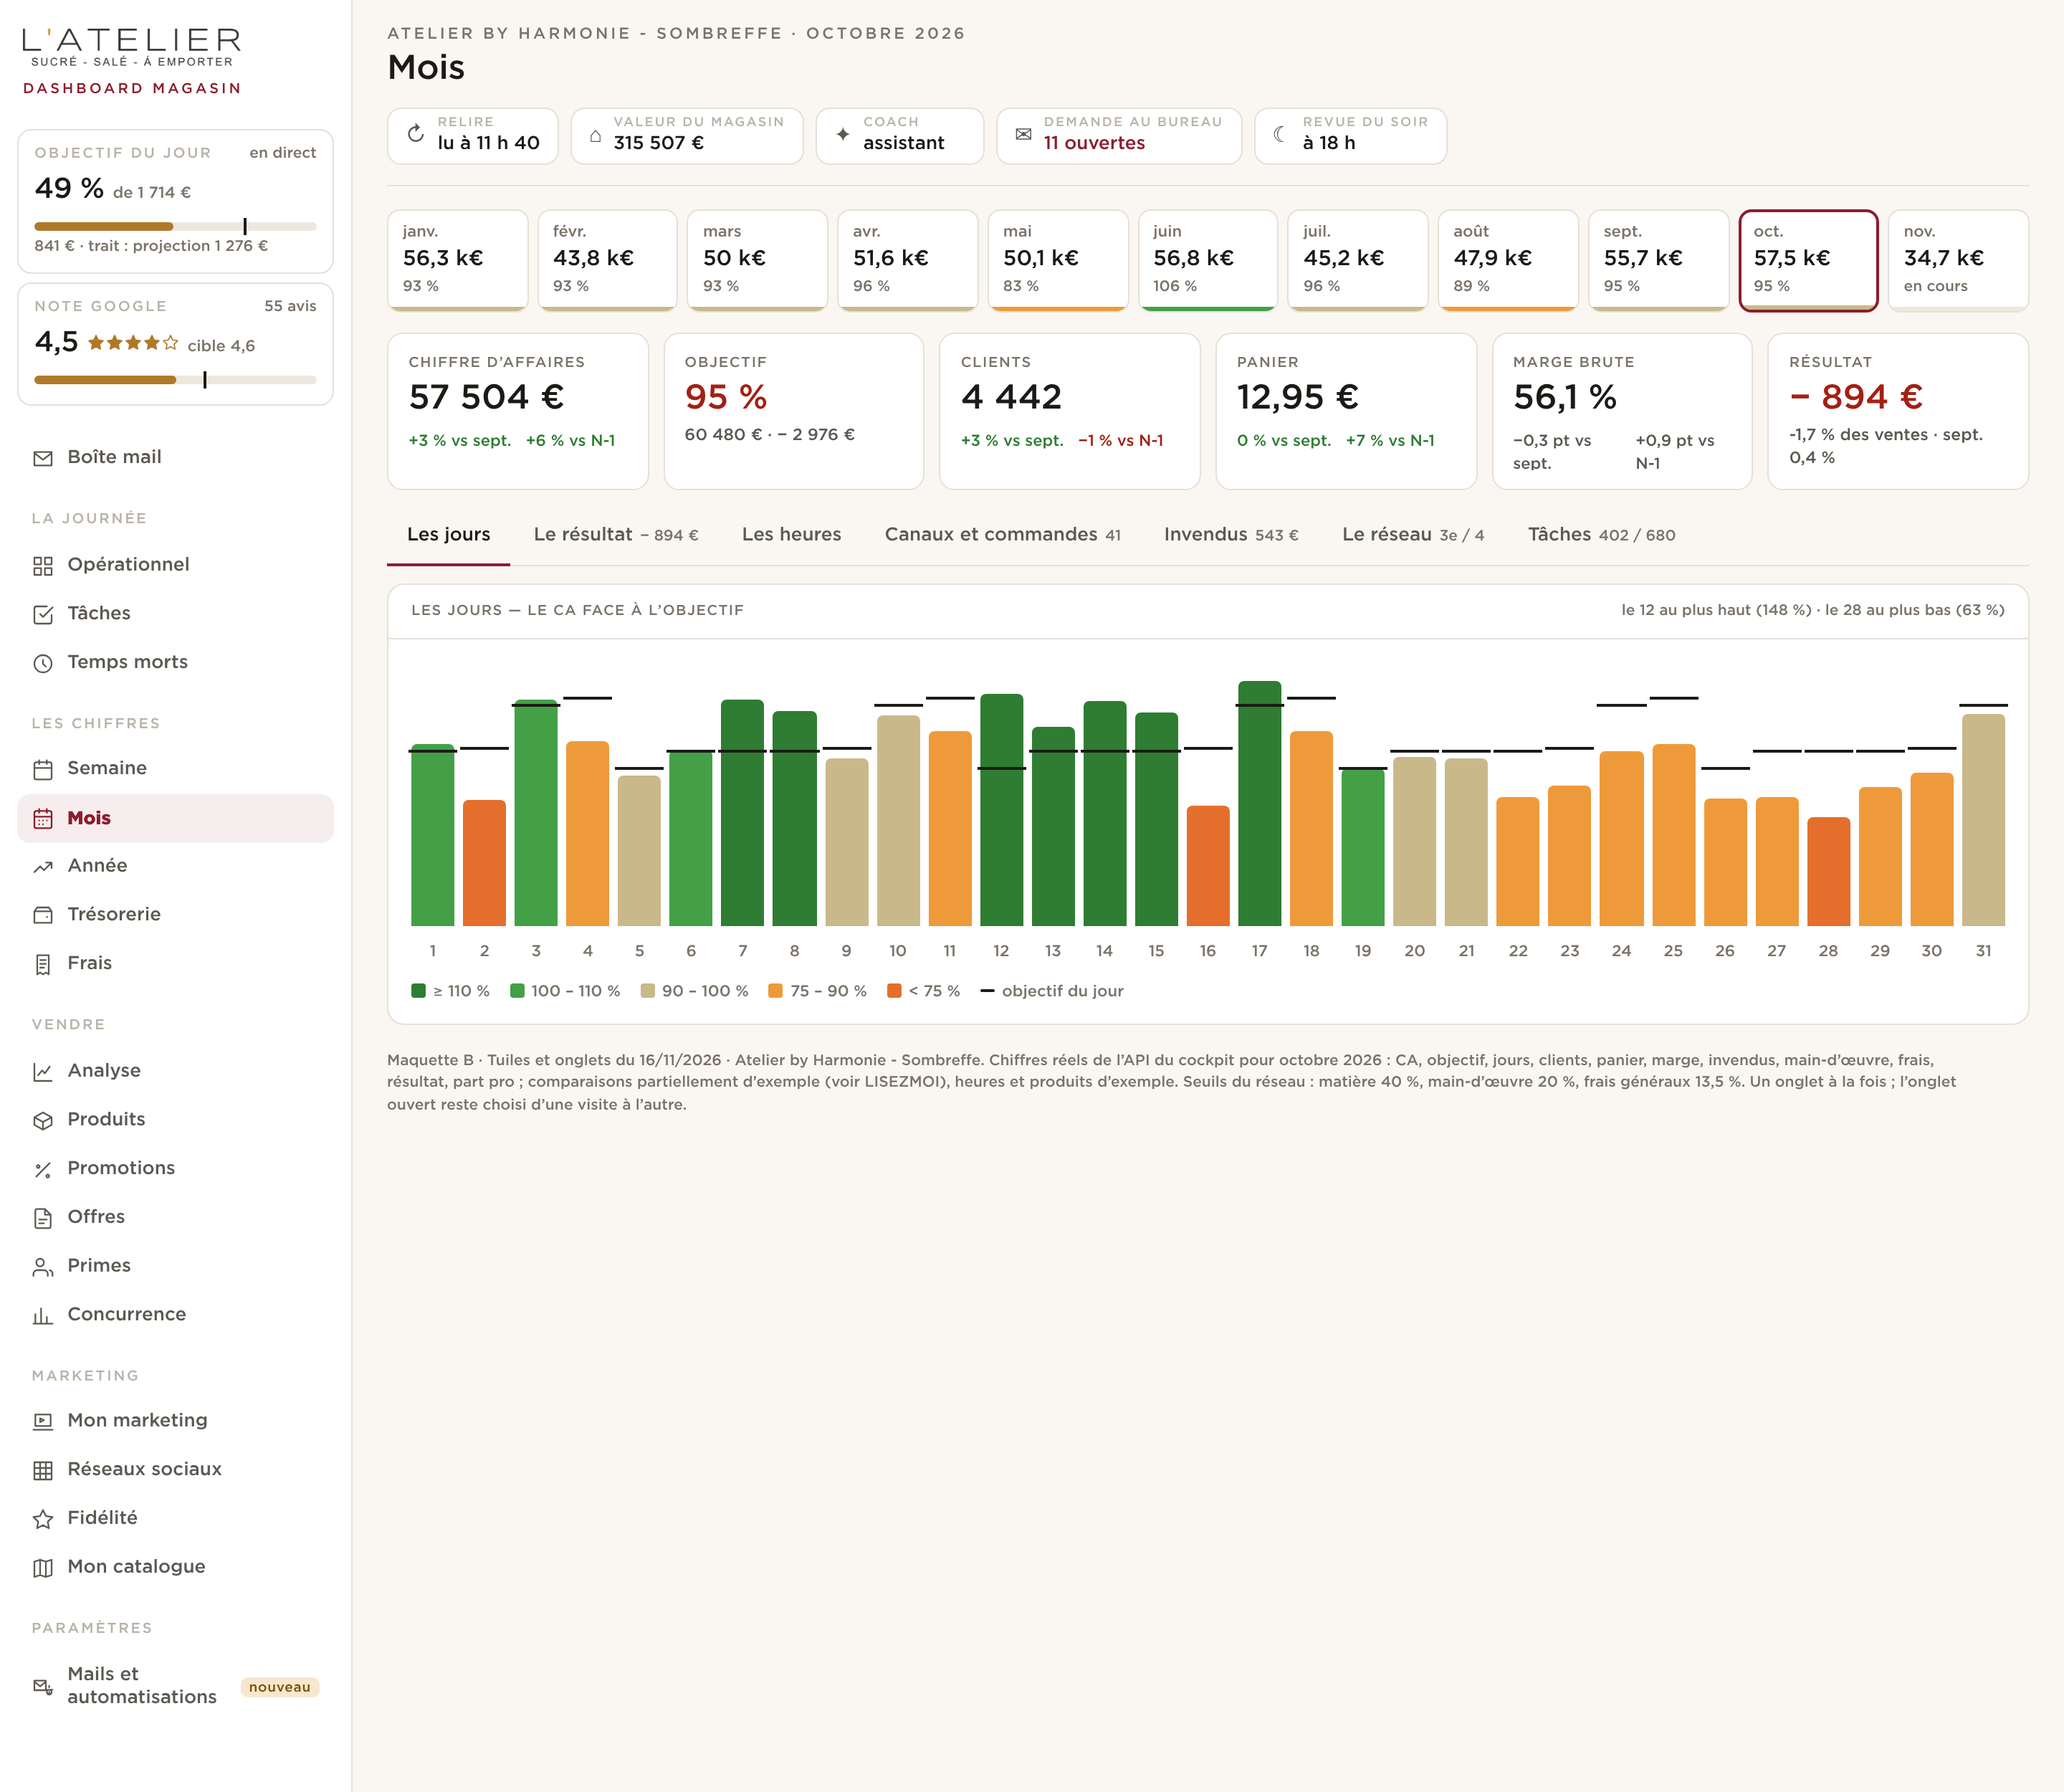 L'ATELIER
SUCRÉ - SALÉ - À EMPORTER
DASHBOARD MAGASIN
OBJECTIF DU JOUR en direct
49 % de 1 714 €
841 € · trait : projection 1 276 €
NOTE GOOGLE 55 avis
4,5 ★★★★☆ cible 4,6
Boîte mail
LA JOURNÉE
Opérationnel
Tâches
Temps morts
LES CHIFFRES
Semaine
Mois
Année
Trésorerie
Frais
VENDRE
Analyse
Produits
Promotions
Offres
Primes
Concurrence
MARKETING
Mon marketing
Réseaux sociaux
Fidélité
Mon catalogue
PARAMÈTRES
Mails et
automatisations nouveau
ATELIER BY HARMONIE - SOMBREFFE · OCTOBRE 2026
Mois
RELIRE
lu à 11 h 40
VALEUR DU MAGASIN
315 507 €
COACH
assistant
DEMANDE AU BUREAU
11 ouvertes
REVUE DU SOIR
à 18 h
janv.
56,3 k€
93 %
févr.
43,8 k€
93 %
mars
50 k€
93 %
avr.
51,6 k€
96 %
mai
50,1 k€
83 %
juin
56,8 k€
106 %
juil.
45,2 k€
96 %
août
47,9 k€
89 %
sept.
55,7 k€
95 %
oct.
57,5 k€
95 %
nov.
34,7 k€
en cours
CHIFFRE D’AFFAIRES
57 504 €
+3 % vs sept. +6 % vs N-1
OBJECTIF
95 %
60 480 € · − 2 976 €
CLIENTS
4 442
+3 % vs sept. −1 % vs N-1
PANIER
12,95 €
0 % vs sept. +7 % vs N-1
MARGE BRUTE
56,1 %
−0,3 pt vs sept.
+0,9 pt vs N-1
RÉSULTAT
− 894 €
-1,7 % des ventes · sept.
0,4 %
Les jours Le résultat − 894 € Les heures Canaux et commandes 41 Invendus 543 € Le réseau 3e / 4 Tâches 402 / 680
LES JOURS — LE CA FACE À L’OBJECTIF le 12 au plus haut (148 %) · le 28 au plus bas (63 %)
1 2 3 4 5 6 7 8 9 10 11 12 13 14 15 16 17 18 19 20 21 22 23 24 25 26 27 28 29 30 31
≥ 110 % 100 – 110 % 90 – 100 % 75 – 90 % < 75 % objectif du jour
Maquette B · Tuiles et onglets du 16/11/2026 · Atelier by Harmonie - Sombreffe. Chiffres réels de l’API du cockpit pour octobre 2026 : CA, objectif, jours, clients, panier, marge, invendus, main-d’œuvre, frais,
résultat, part pro ; comparaisons partiellement d’exemple (voir LISEZMOI), heures et produits d’exemple. Seuils du réseau : matière 40 %, main-d’œuvre 20 %, frais généraux 13,5 %. Un onglet à la fois ; l’onglet
ouvert reste choisi d’une visite à l’autre.